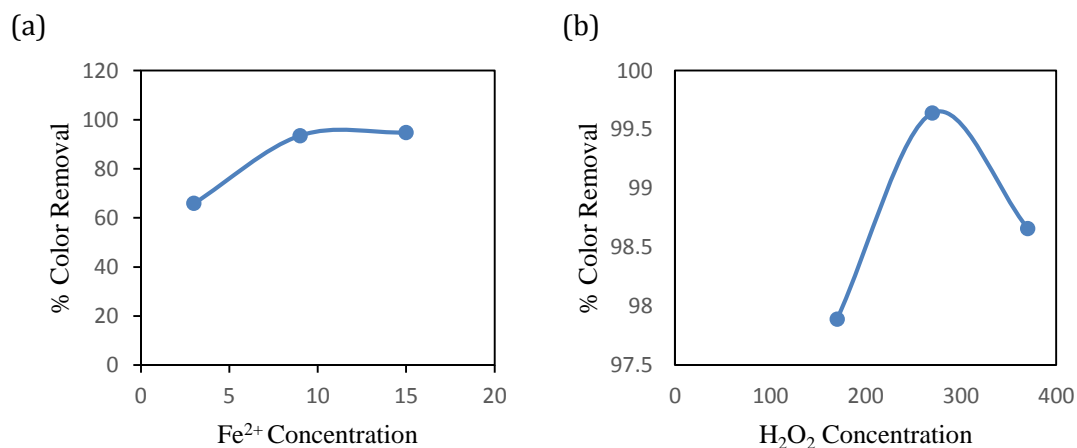 (a)
(b)
% Color Removal
120
100
80
60
40
20
0
0 5 10 15 20
Fe²⁺ Concentration
% Color Removal
100
99.5
99
98.5
98
97.5
0 100 200 300 400
H₂O₂ Concentration